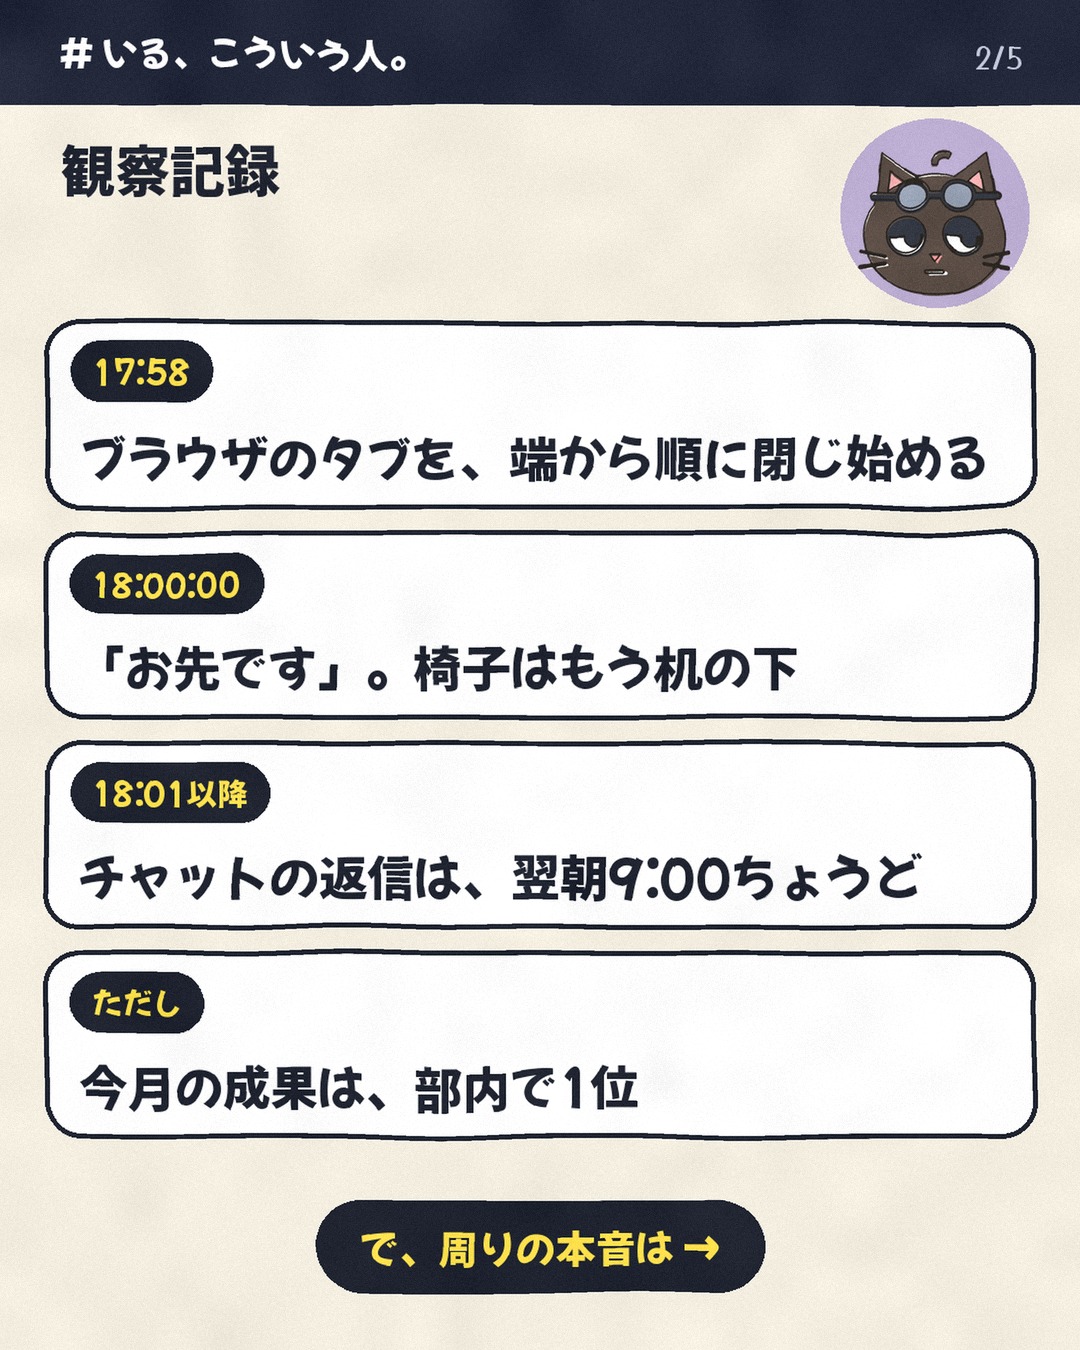 #いる、こういう人。
2/5
観察記録
17:58
ブラウザのタブを、端から順に閉じ始める
18:00:00
「お先です」。椅子はもう机の下
18:01以降
チャットの返信は、翌朝9:00ちょうど
ただし
今月の成果は、部内で1位
で、周りの本音は→